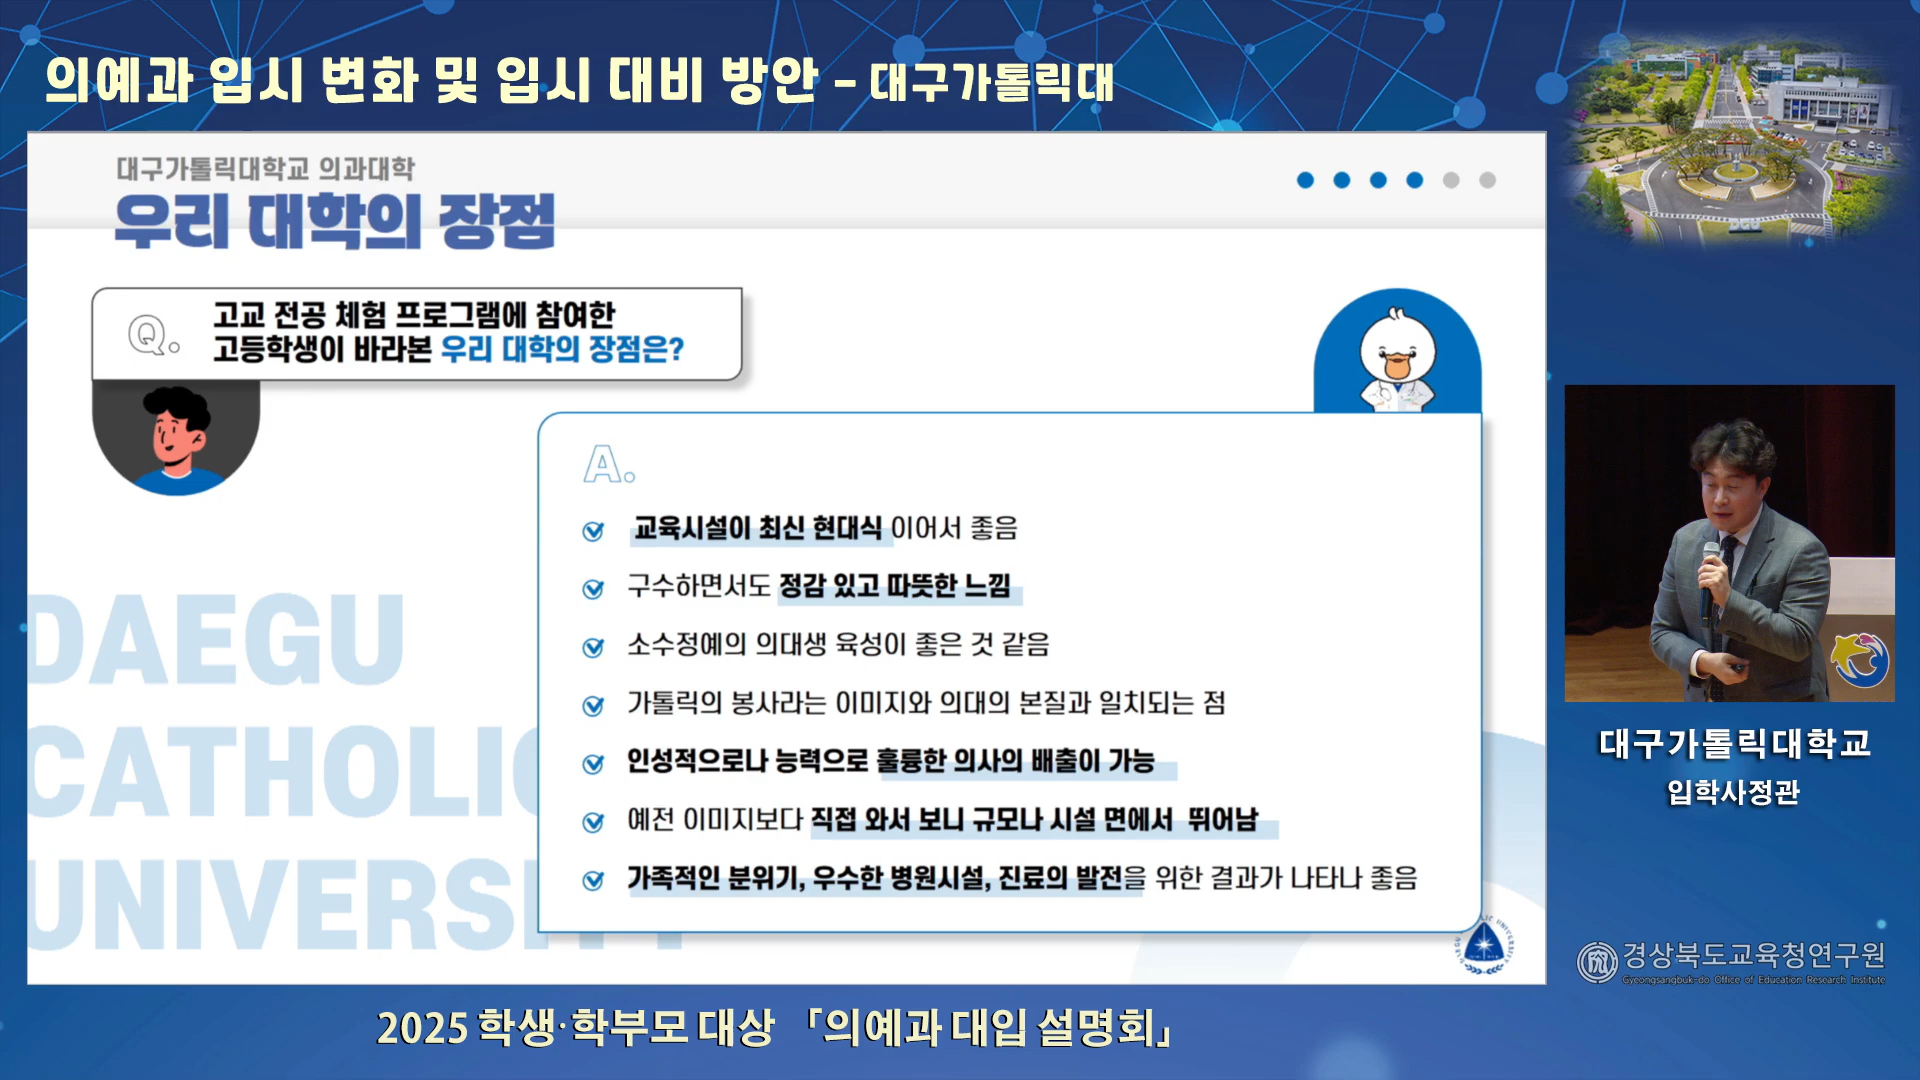 의예과 입시 변화 및 입시 대비 방안 - 대구가톨릭대
대구가톨릭대학교 의과대학
우리 대학의 장점
Q.
고교 전공 체험 프로그램에 참여한
고등학생이 바라본 우리 대학의 장점은?
A.
교육시설이 최신 현대식 이어서 좋음
구수하면서도 정감 있고 따뜻한 느낌
소수정예의 의대생 육성이 좋은 것 같음
가톨릭의 봉사라는 이미지와 의대의 본질과 일치되는 점
인성적으로나 능력으로 훌륭한 의사의 배출이 가능
예전 이미지보다 직접 와서 보니 규모나 시설 면에서 뛰어남
가족적인 분위기, 우수한 병원시설, 진료의 발전을 위한 결과가 나타나 좋음
DAEGU
CATHOLIC
UNIVERSITY
대구가톨릭대학교
입학사정관
경상북도교육청연구원
Gyeongsangbuk-do Office of Education Research Institute
2025 학생·학부모 대상 「의예과 대입 설명회」